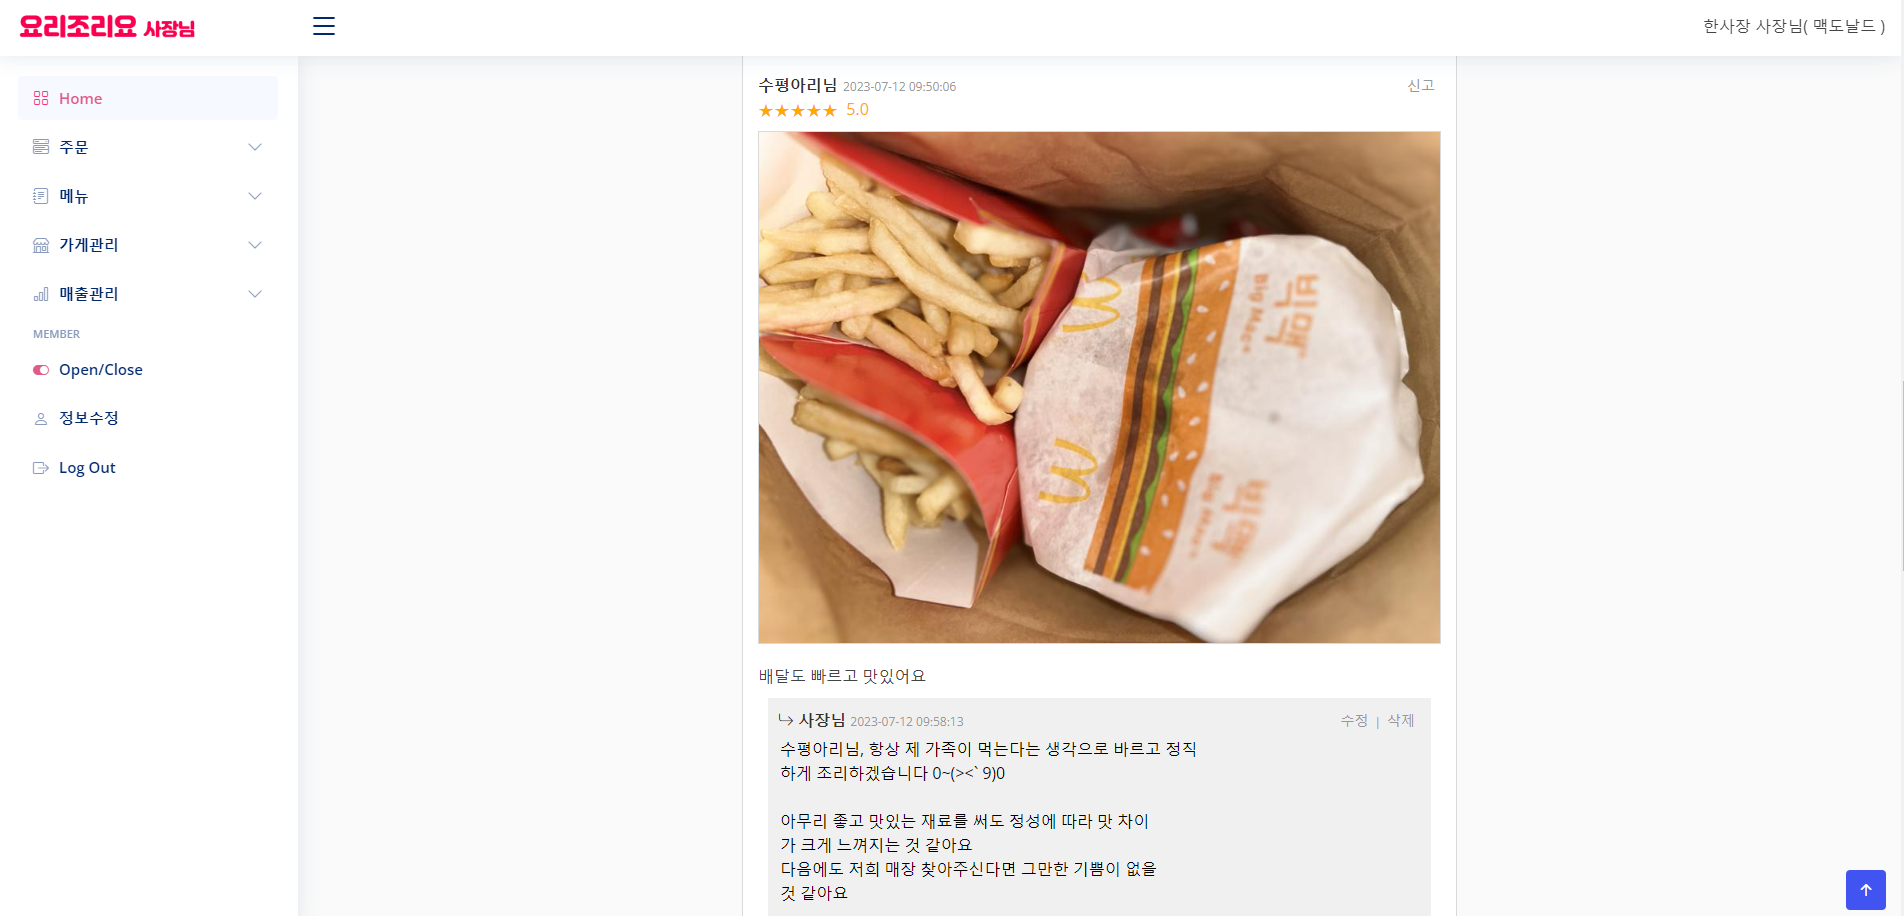 요리조리요 사장님
한사장 사장님( 맥도날드 )
Home
주문
메뉴
가게관리
매출관리
MEMBER
Open/Close
정보수정
Log Out
수평아리님 2023-07-12 09:50:06
신고
★★★★★ 5.0
빅맥
Big Mac®
빅맥
Big Mac®
배달도 빠르고 맛있어요
사장님 2023-07-12 09:58:13
수정 | 삭제
수평아리님, 항상 제 가족이 먹는다는 생각으로 바르고 정직
하게 조리하겠습니다 0~(><` 9)0
아무리 좋고 맛있는 재료를 써도 정성에 따라 맛 차이
가 크게 느껴지는 것 같아요
다음에도 저희 매장 찾아주신다면 그만한 기쁨이 없을
것 같아요